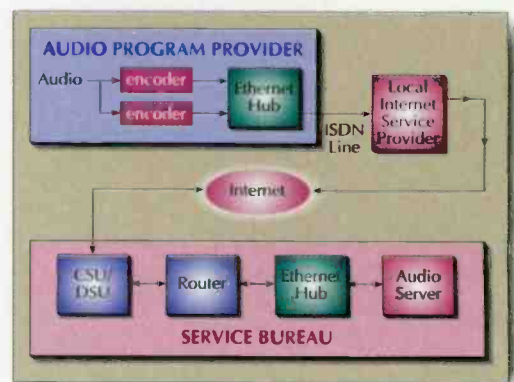 AUDIO PROGRAM PROVIDER
Audio
encoder
encoder
Ethernet
Hub
ISDN
Line
Local
Internet
Service
Provider
Internet
CSU/
DSU
Router
Ethernet
Hub
Audio
Server
SERVICE BUREAU